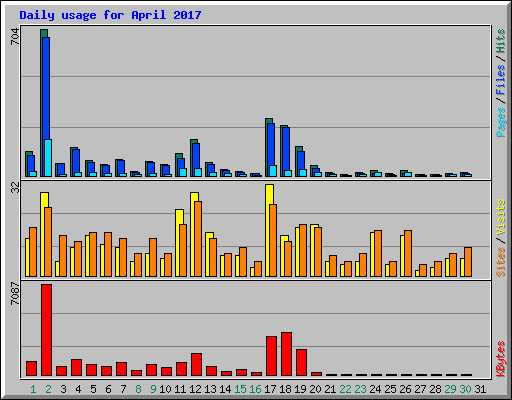 Daily usage for April 2017
704
Pages / Files / Hits
32
Sites / Visits
7087
KBytes
1 2 3 4 5 6 7 8 9 10 11 12 13 14 15 16 17 18 19 20 21 22 23 24 25 26 27 28 29 30 31